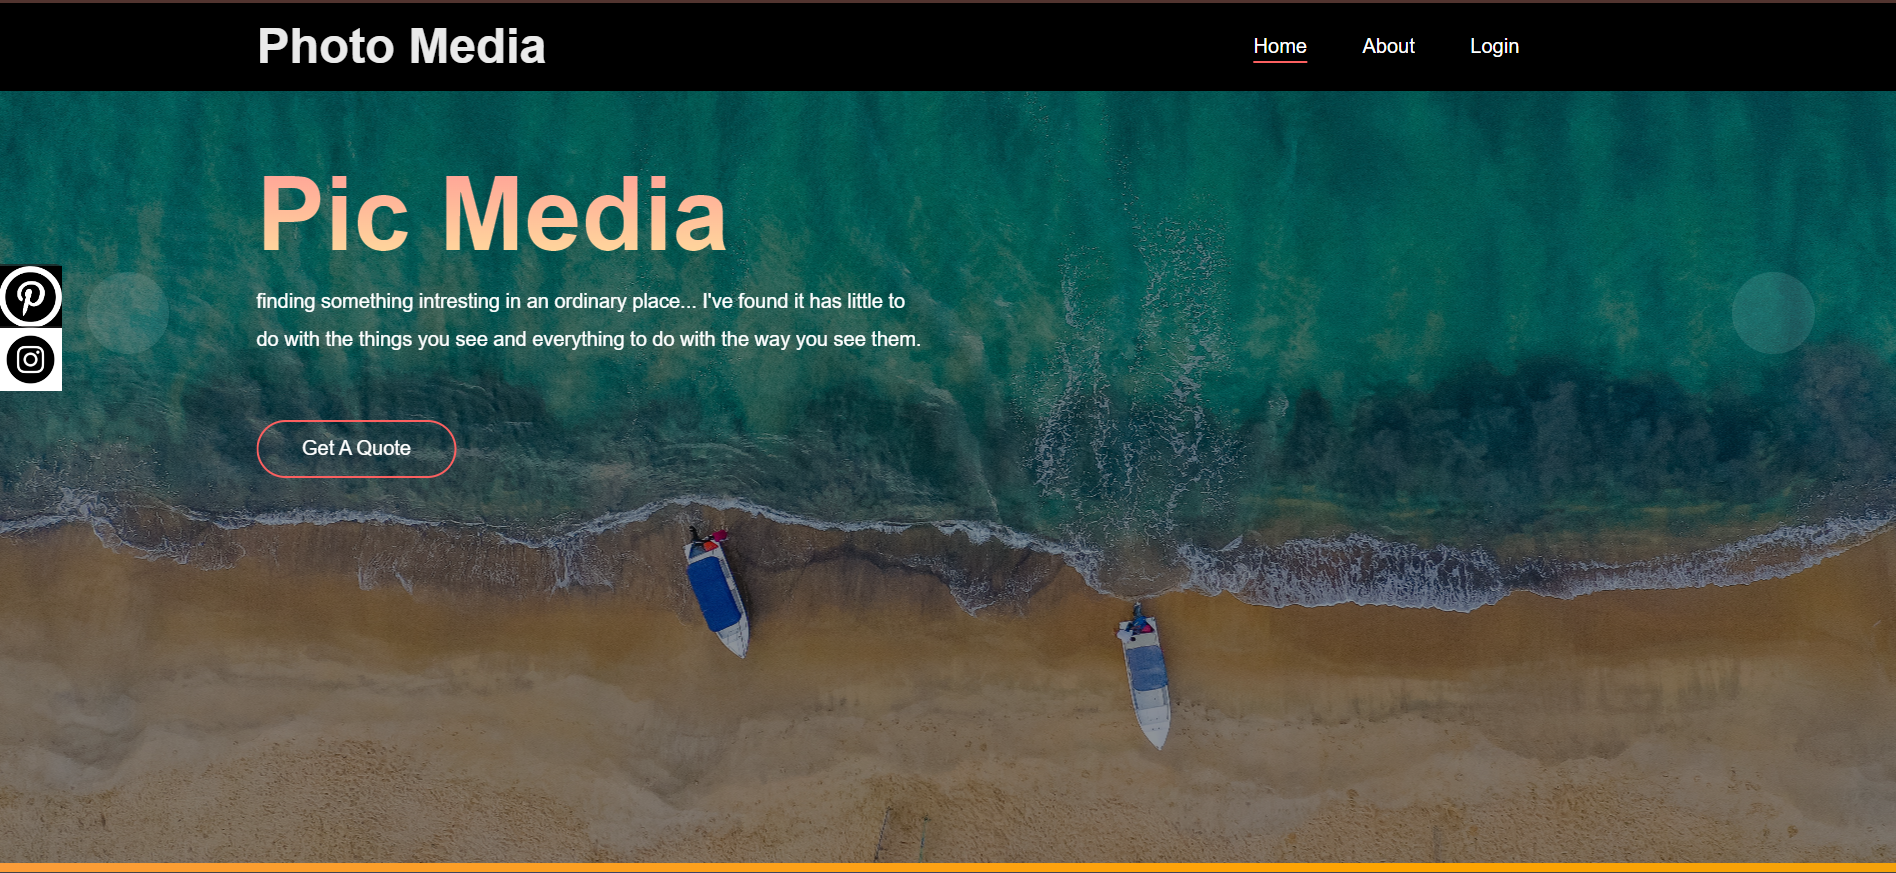 Photo Media
Home
About
Login
Pic Media
finding something intresting in an ordinary place... I've found it has little to
do with the things you see and everything to do with the way you see them.
Get A Quote